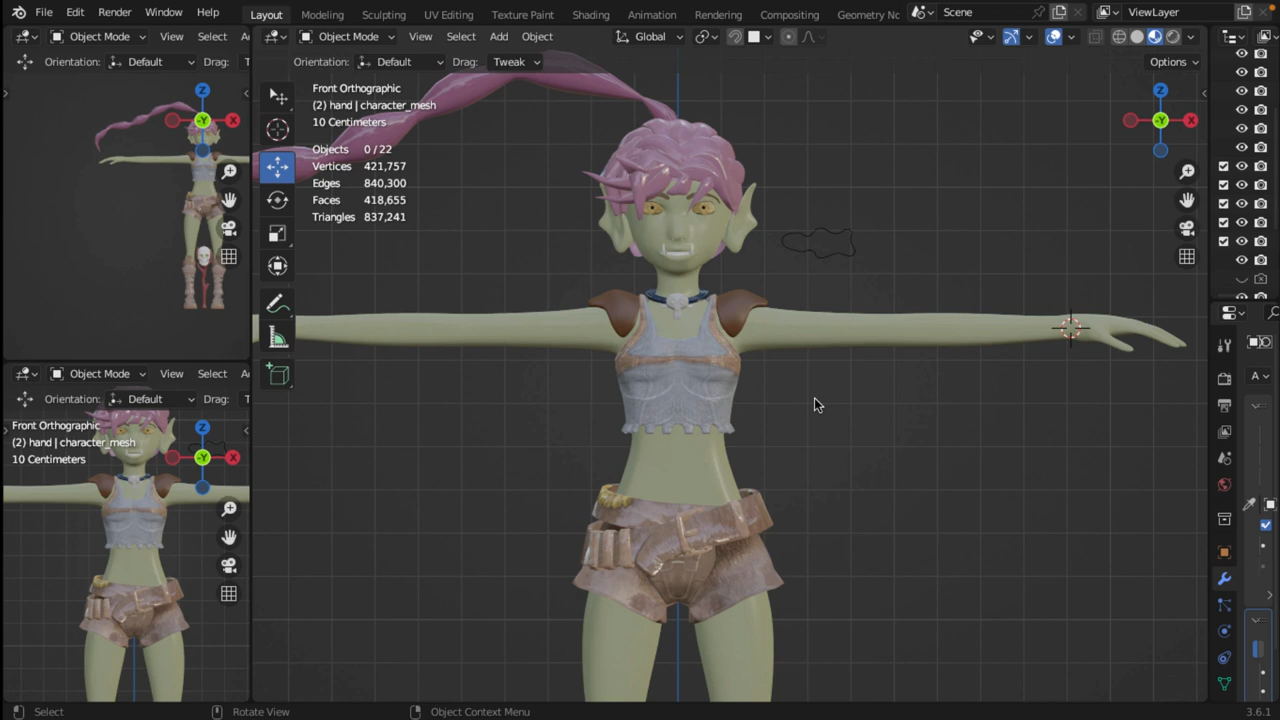 File Edit Render Window Help
Layout Modeling Sculpting UV Editing Texture Paint Shading Animation Rendering Compositing Geometry Nc
Scene ViewLayer
Object Mode View Select
Orientation: Default Drag:
Object Mode View Select Add Object
Global
Orientation: Default Drag: Tweak
Options
Front Orthographic
(2) hand | character_mesh
10 Centimeters
Objects 0 / 22
Vertices 421,757
Edges 840,300
Faces 418,655
Triangles 837,241
Z
X
-Y
Z
X
-Y
Object Mode View Select
Orientation: Default Drag:
Front Orthographic
(2) hand | character_mesh
10 Centimeters
Z
X
-Y
A
Select Rotate View Object Context Menu
3.6.1